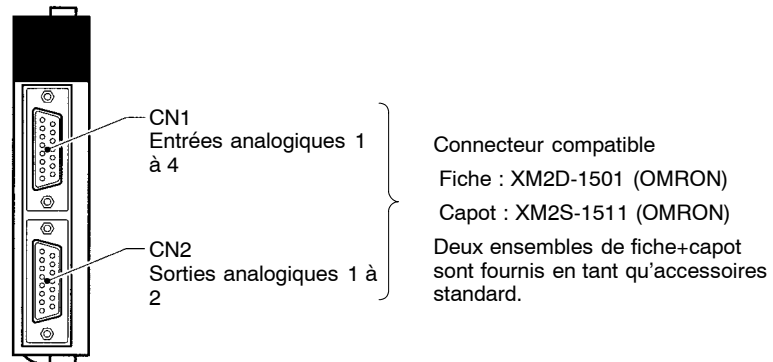 CN1
Entrées analogiques 1
à 4
CN2
Sorties analogiques 1 à
2
Connecteur compatible
Fiche : XM2D-1501 (OMRON)
Capot : XM2S-1511 (OMRON)
Deux ensembles de fiche+capot
sont fournis en tant qu'accessoires
standard.